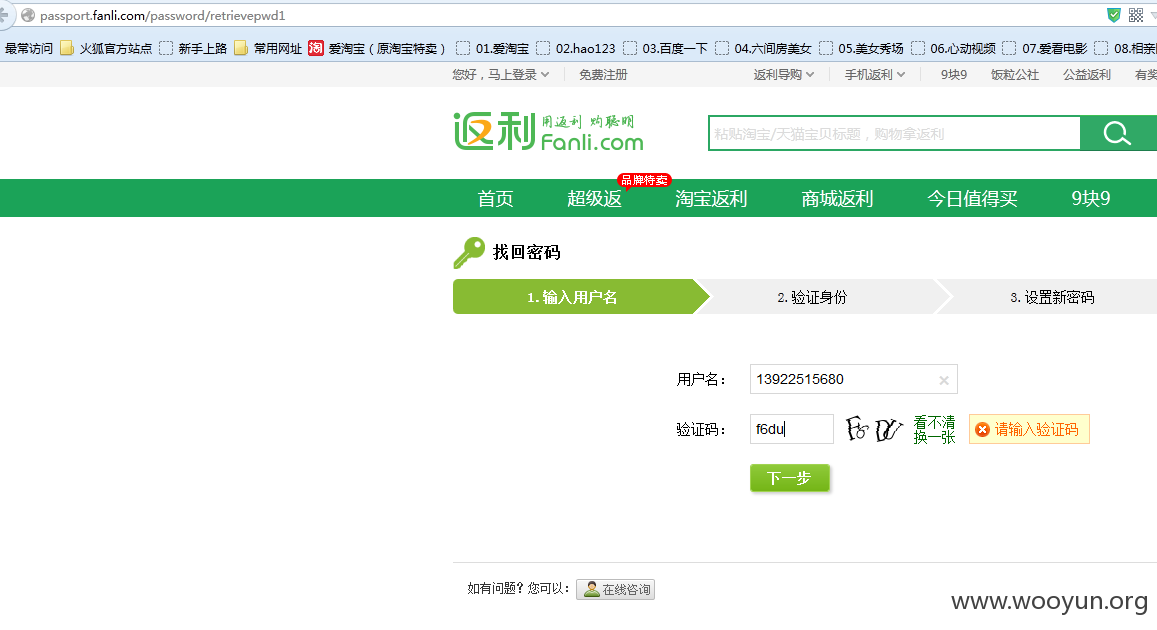 passport.fanli.com/password/retrievepwd1
最常访问 火狐官方站点 新手上路 常用网址 淘 爱淘宝（原淘宝特卖） 01.爱淘宝 02.hao123 03.百度一下 04.六间房美女 05.美女秀场 06.心动视频 07.爱看电影 08.相亲
您好，马上登录 免费注册 返利导购 手机返利 9块9 饭粒公社 公益返利 有奖
返利 用返利 购聪明
Fanli.com
粘贴淘宝/天猫宝贝标题，购物拿返利
品牌特卖
首页 超级返 淘宝返利 商城返利 今日值得买 9块9
找回密码
1. 输入用户名 2. 验证身份 3. 设置新密码
用户名： 13922515680
验证码： f6du F6 DU 看不清 请输入验证码
换一张
下一步
如有问题？您可以： 在线咨询
www.wooyun.org